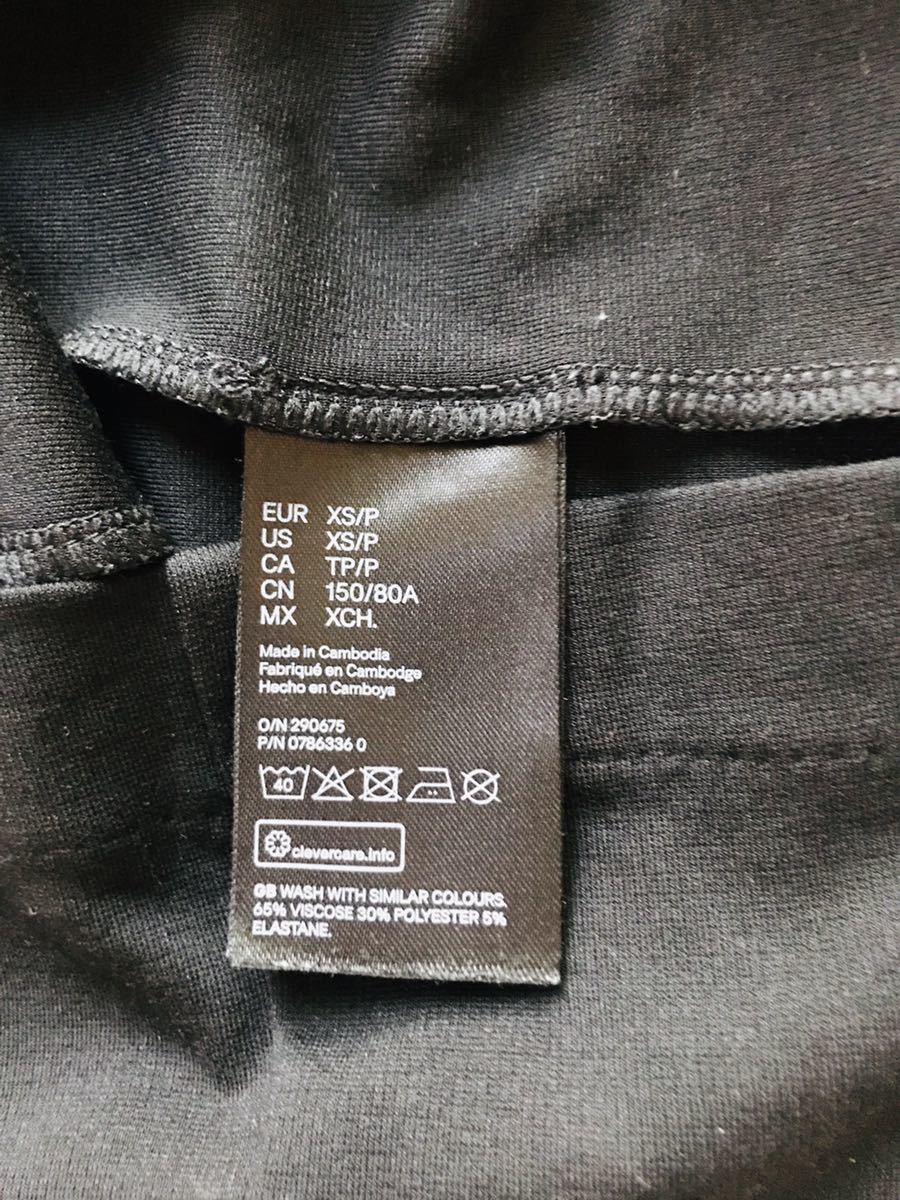 EUR XS/P
US XS/P
CA TP/P
CN 150/80A
MX XCH.
Made in Cambodia
Fabriqué en Cambodge
Hecho en Camboya
O/N 290675
P/N 0786336 0
40
clevercare.info
GB WASH WITH SIMILAR COLOURS.
65% VISCOSE 30% POLYESTER 5%
ELASTANE.